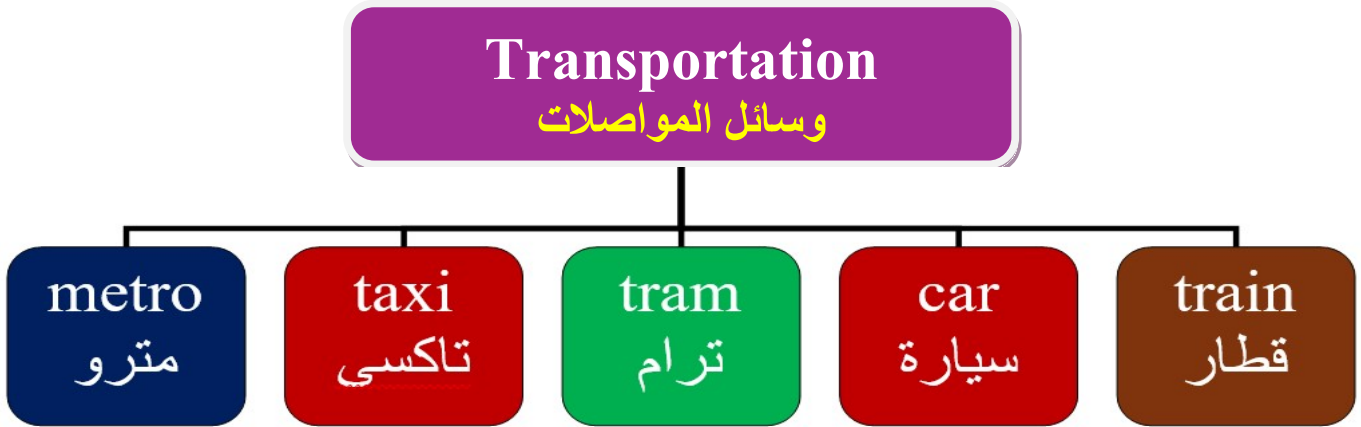 Transportation
وسائل المواصلات
metro
مترو
taxi
تاكسي
tram
ترام
car
سيارة
train
قطار